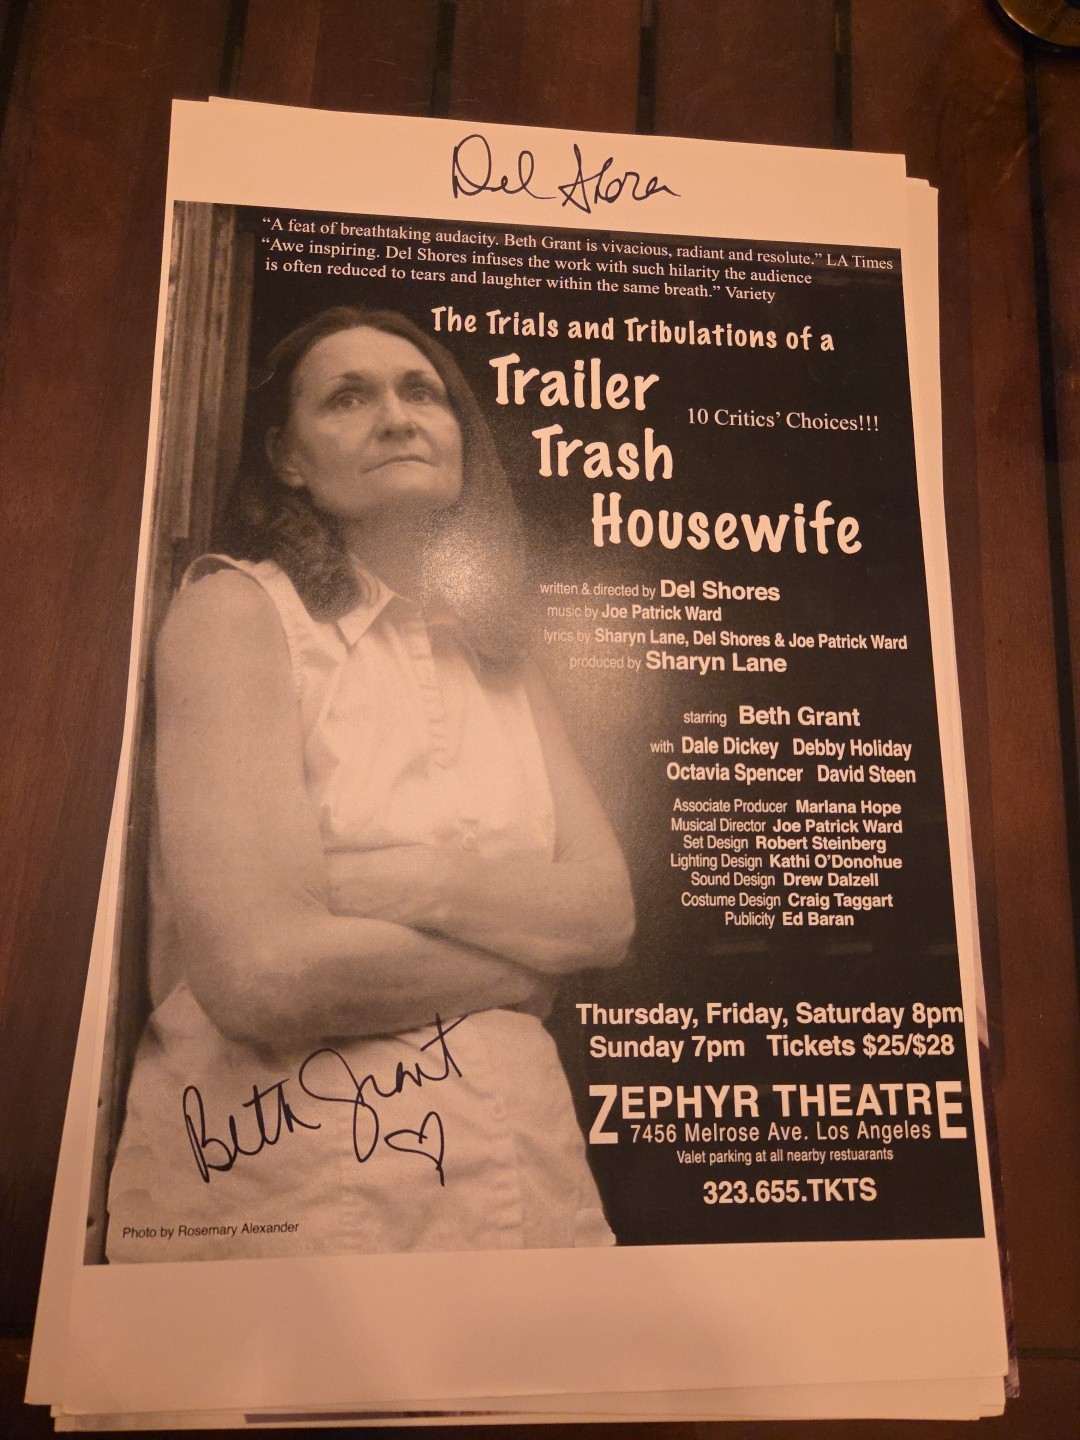 Del Shores
“A feat of breathtaking audacity. Beth Grant is vivacious, radiant and resolute.” LA Times
“Awe inspiring. Del Shores infuses the work with such hilarity the audience
is often reduced to tears and laughter within the same breath.” Variety
The Trials and Tribulations of a
Trailer
10 Critics’ Choices!!!
Trash
Housewife
written & directed by Del Shores
music by Joe Patrick Ward
lyrics by Sharyn Lane, Del Shores & Joe Patrick Ward
produced by Sharyn Lane
starring Beth Grant
with Dale Dickey Debby Holiday
Octavia Spencer David Steen
Associate Producer Marlana Hope
Musical Director Joe Patrick Ward
Set Design Robert Steinberg
Lighting Design Kathi O’Donohue
Sound Design Drew Dalzell
Costume Design Craig Taggart
Publicity Ed Baran
Thursday, Friday, Saturday 8pm
Sunday 7pm Tickets $25/$28
ZEPHYR THEATRE
7456 Melrose Ave. Los Angeles
Valet parking at all nearby restuarants
323.655.TKTS
Beth Grant
Photo by Rosemary Alexander